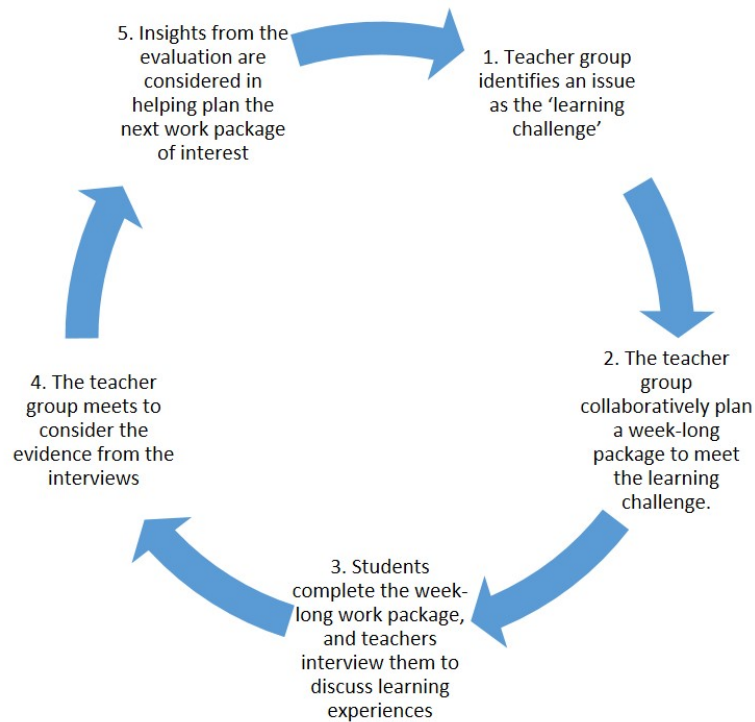 1. Teacher group
identifies an issue
as the ‘learning
challenge’
2. The teacher
group
collaboratively plan
a week-long
package to meet
the learning
challenge.
3. Students
complete the week-
long work package,
and teachers
interview them to
discuss learning
experiences
4. The teacher
group meets to
consider the
evidence from the
interviews
5. Insights from the
evaluation are
considered in
helping plan the
next work package
of interest